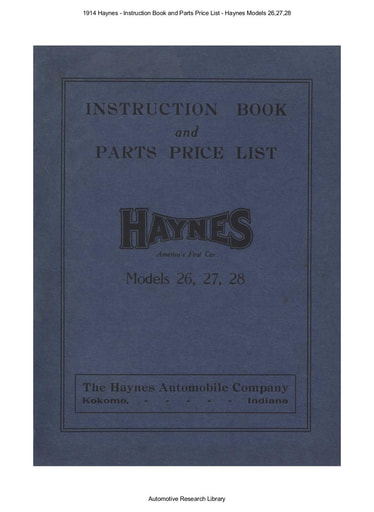 1914 Haynes - Instruction Book and Parts Price List - Haynes Models 26,27,28
INSTRUCTION BOOK
and
PARTS PRICE LIST
HAYNES
America's First Car
Models 26, 27, 28
The Haynes Automobile Company
Kokomo, - - - - - Indiana
Automotive Research Library